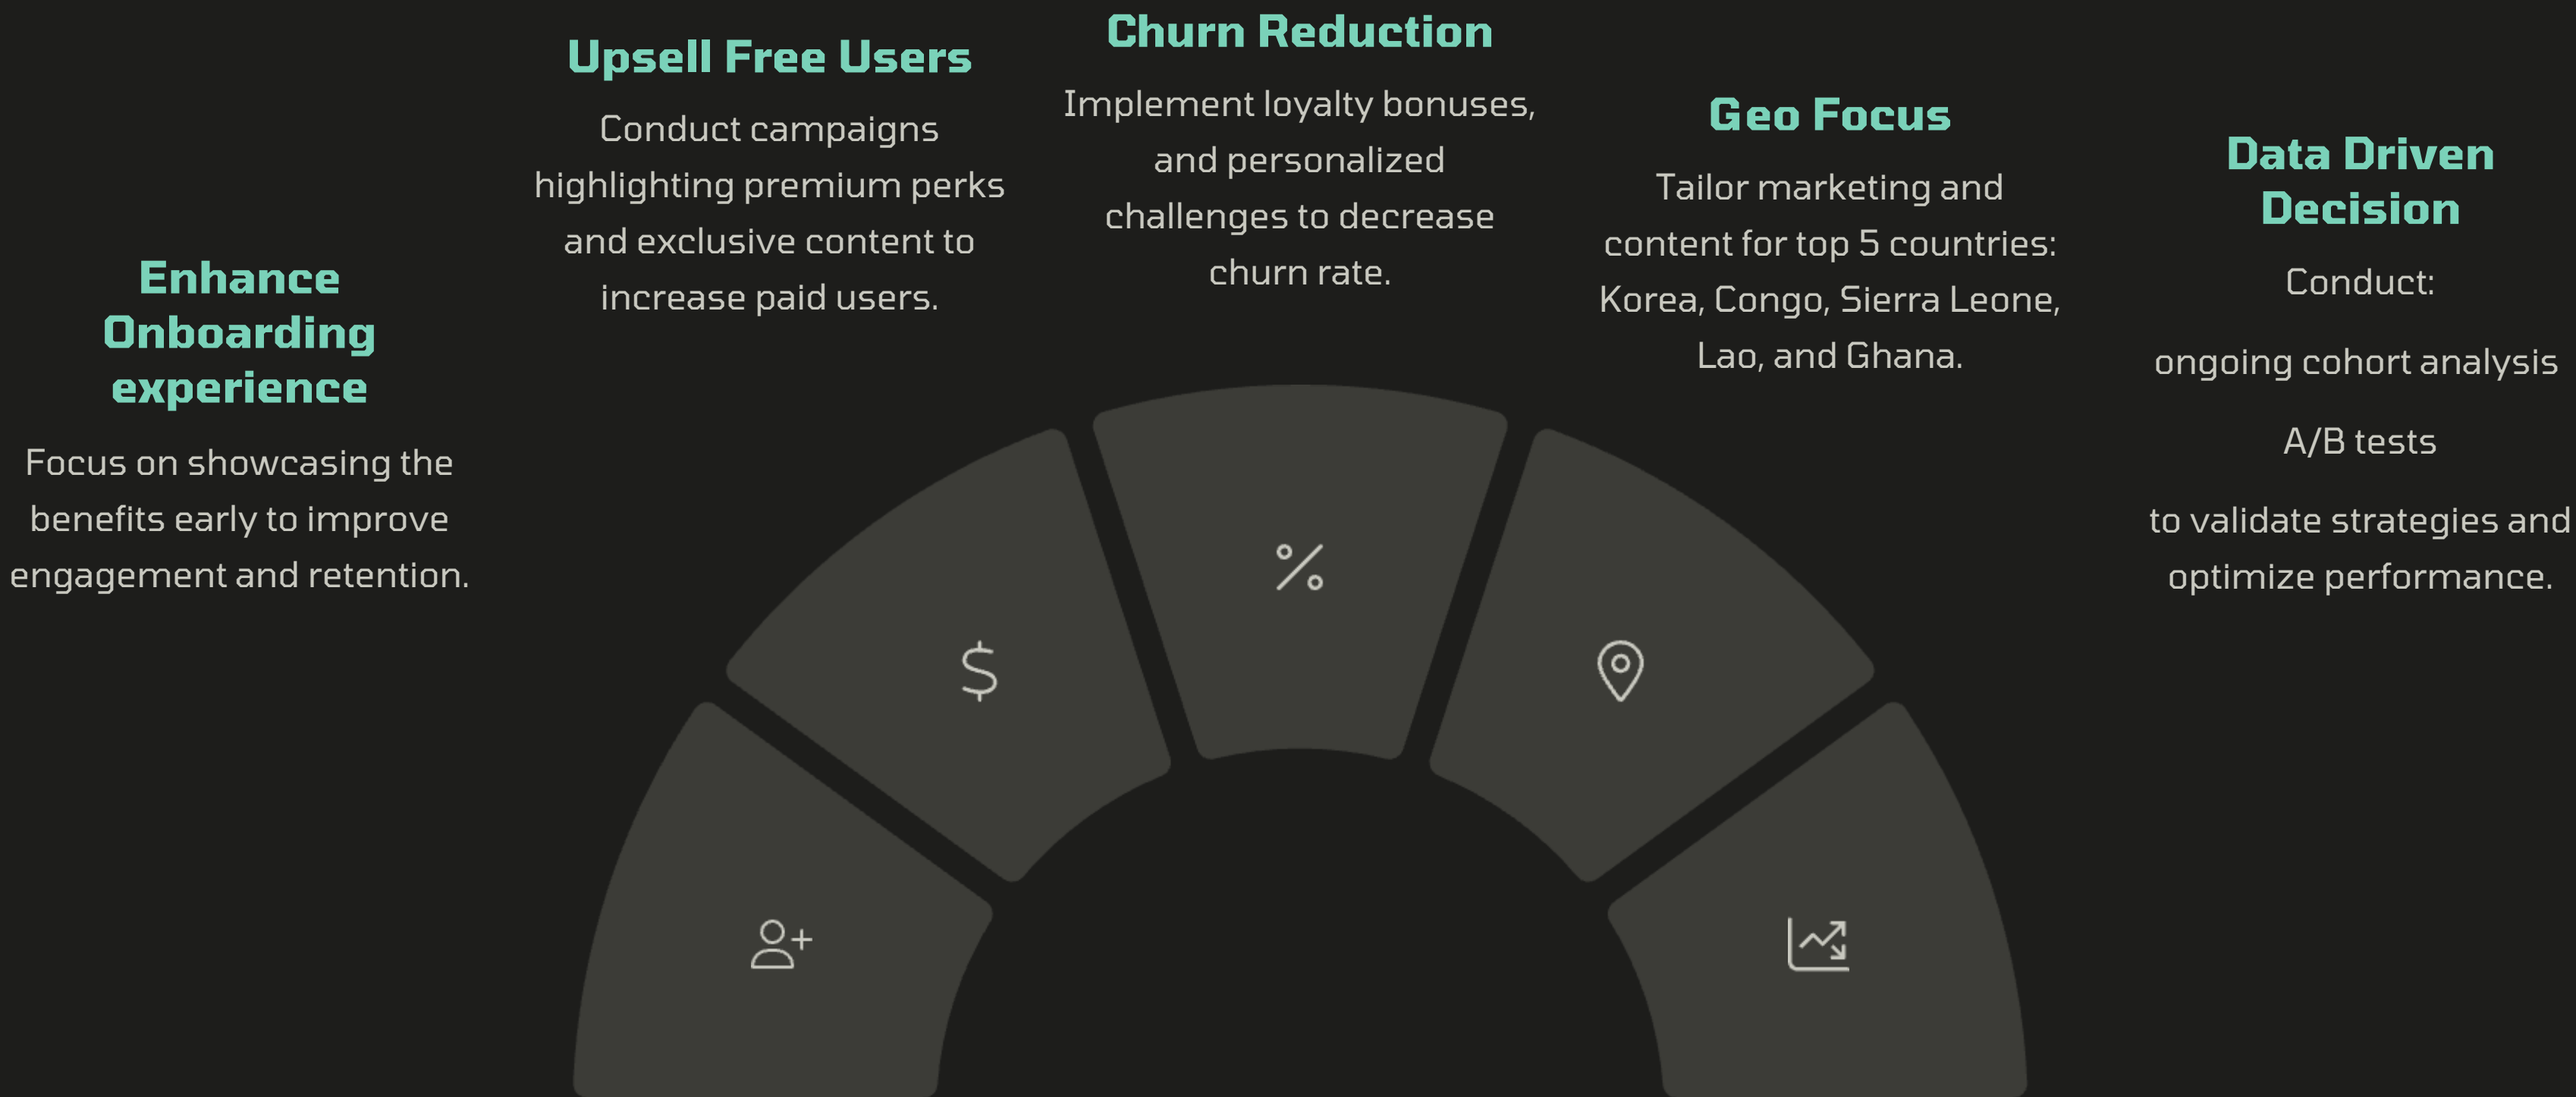 Enhance
Onboarding
experience
Focus on showcasing the
benefits early to improve
engagement and retention.
Upsell Free Users
Conduct campaigns
highlighting premium perks
and exclusive content to
increase paid users.
Churn Reduction
Implement loyalty bonuses,
and personalized
challenges to decrease
churn rate.
Geo Focus
Tailor marketing and
content for top 5 countries:
Korea, Congo, Sierra Leone,
Lao, and Ghana.
Data Driven
Decision
Conduct:
ongoing cohort analysis
A/B tests
to validate strategies and
optimize performance.
$
%